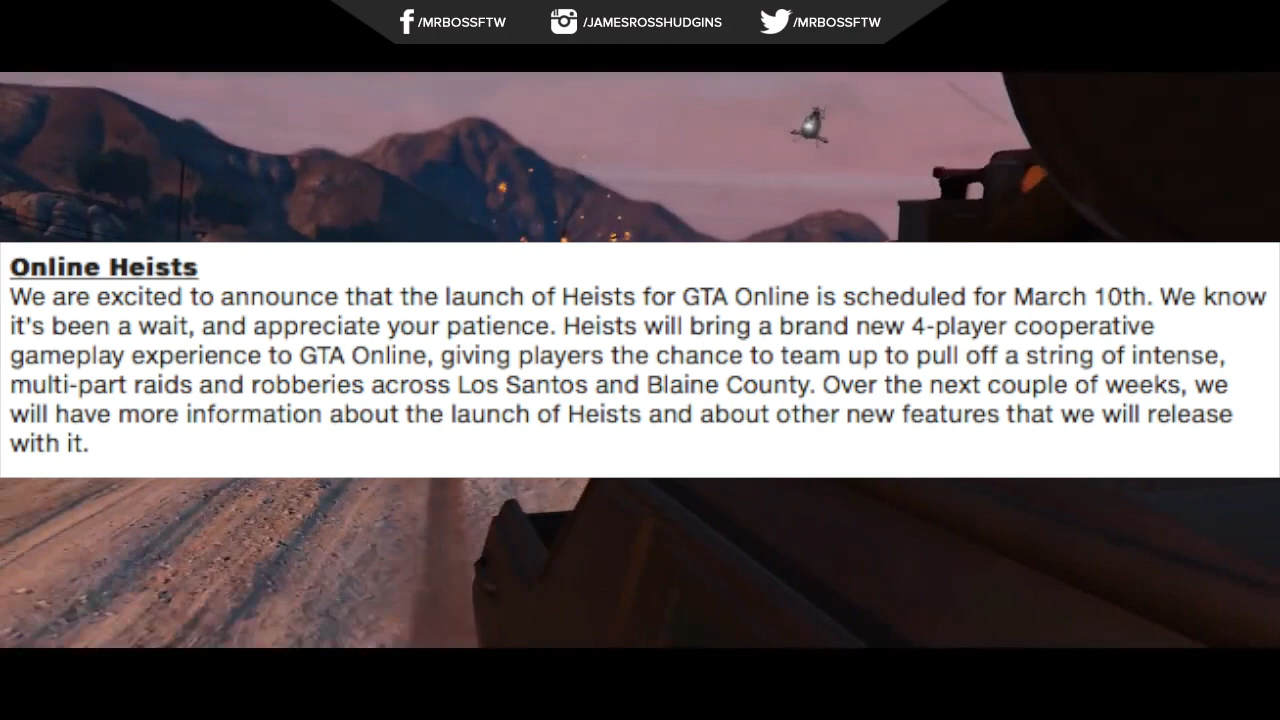 /MRBOSSFTW /JAMESROSSHUDGINS /MRBOSSFTW
Online Heists
We are excited to announce that the launch of Heists for GTA Online is scheduled for March 10th. We know
it's been a wait, and appreciate your patience. Heists will bring a brand new 4-player cooperative
gameplay experience to GTA Online, giving players the chance to team up to pull off a string of intense,
multi-part raids and robberies across Los Santos and Blaine County. Over the next couple of weeks, we
will have more information about the launch of Heists and about other new features that we will release
with it.